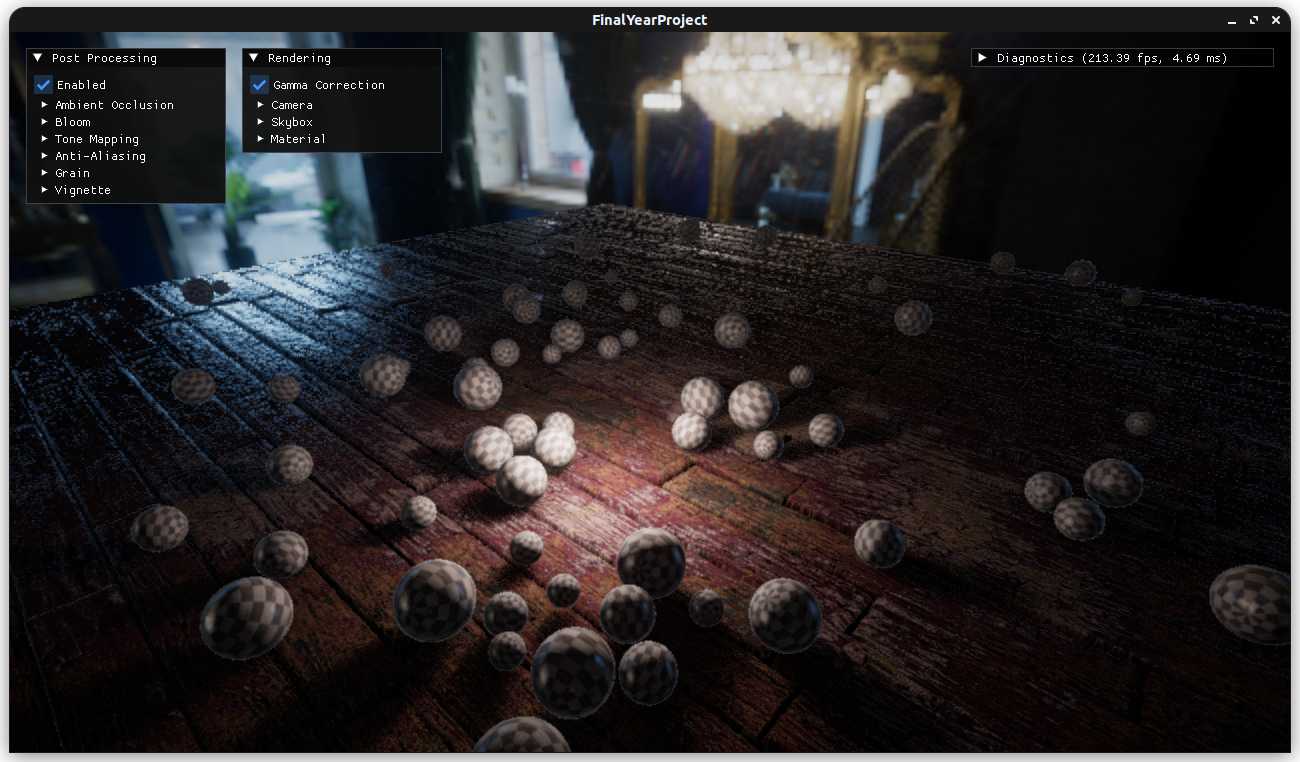 FinalYearProject
Post Processing
Enabled
Ambient Occlusion
Bloom
Tone Mapping
Anti-Aliasing
Grain
Vignette
Rendering
Gamma Correction
Camera
Skybox
Material
Diagnostics (213.39 fps, 4.69 ms)